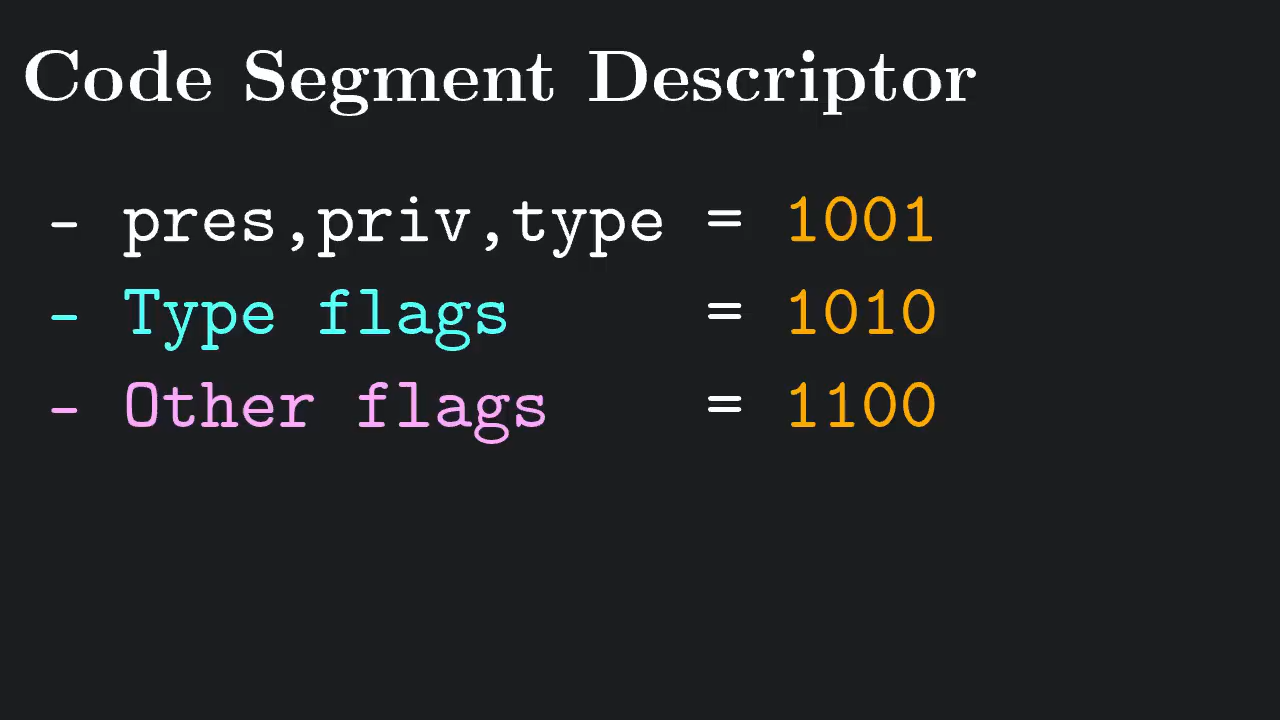 Code Segment Descriptor
- pres,priv,type = 1001
- Type flags = 1010
- Other flags = 1100